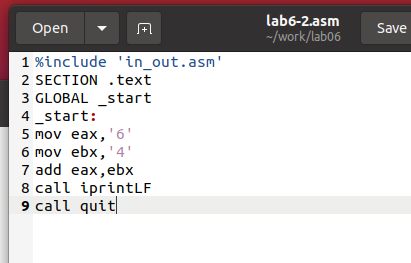 Open
lab6-2.asm
~/work/lab06
Save
1 %include 'in_out.asm'
2 SECTION .text
3 GLOBAL _start
4 _start:
5 mov eax,'6'
6 mov ebx,'4'
7 add eax,ebx
8 call iprintLF
9 call quit